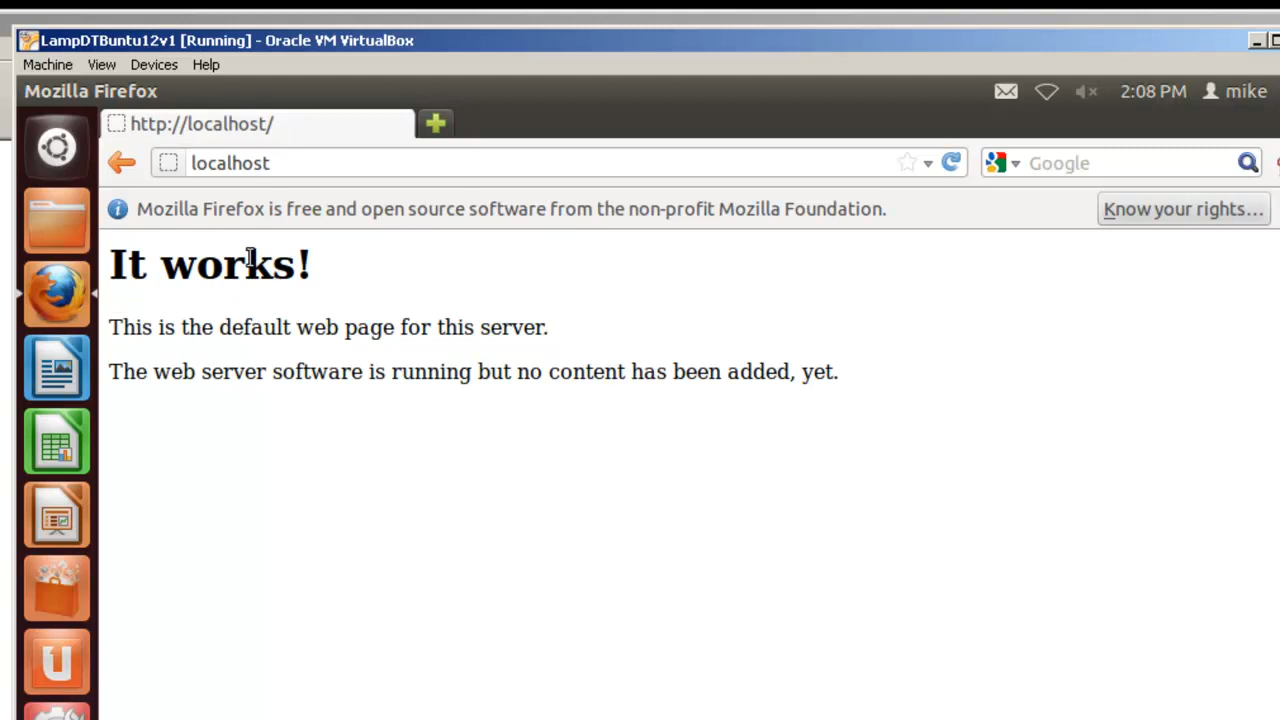 LampDTBuntu12v1 [Running] - Oracle VM VirtualBox
Machine View Devices Help
Mozilla Firefox 2:08 PM mike
http://localhost/
localhost Google
Mozilla Firefox is free and open source software from the non-profit Mozilla Foundation. Know your rights...
It works!
This is the default web page for this server.
The web server software is running but no content has been added, yet.